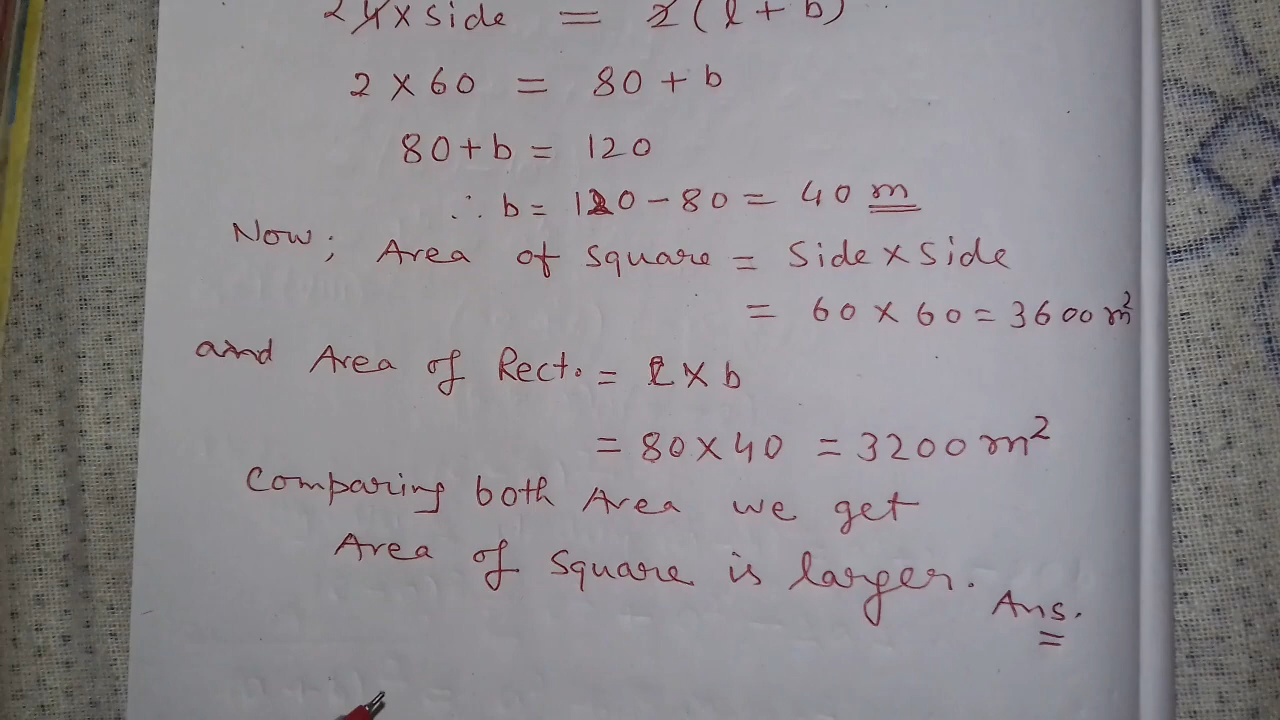 2 4 × side = 2 ( l + b )
2 × 60 = 80 + b
80 + b = 120
∴ b = 120 - 80 = 40 m
Now; Area of square = Side × Side
= 60 × 60 = 3600 m²
and Area of Rect. = l × b
= 80 × 40 = 3200 m²
Comparing both Area we get
Area of square is larger.
Ans.